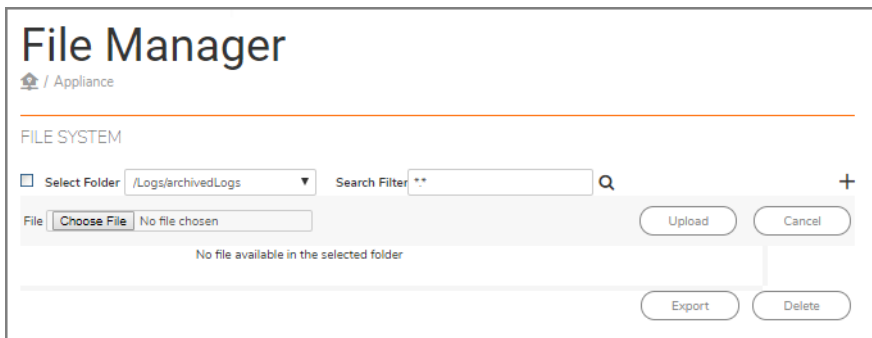 File Manager
/ Appliance
FILE SYSTEM
Select Folder /Logs/archivedLogs Search Filter *.*
File Choose File No file chosen Upload Cancel
No file available in the selected folder
Export Delete